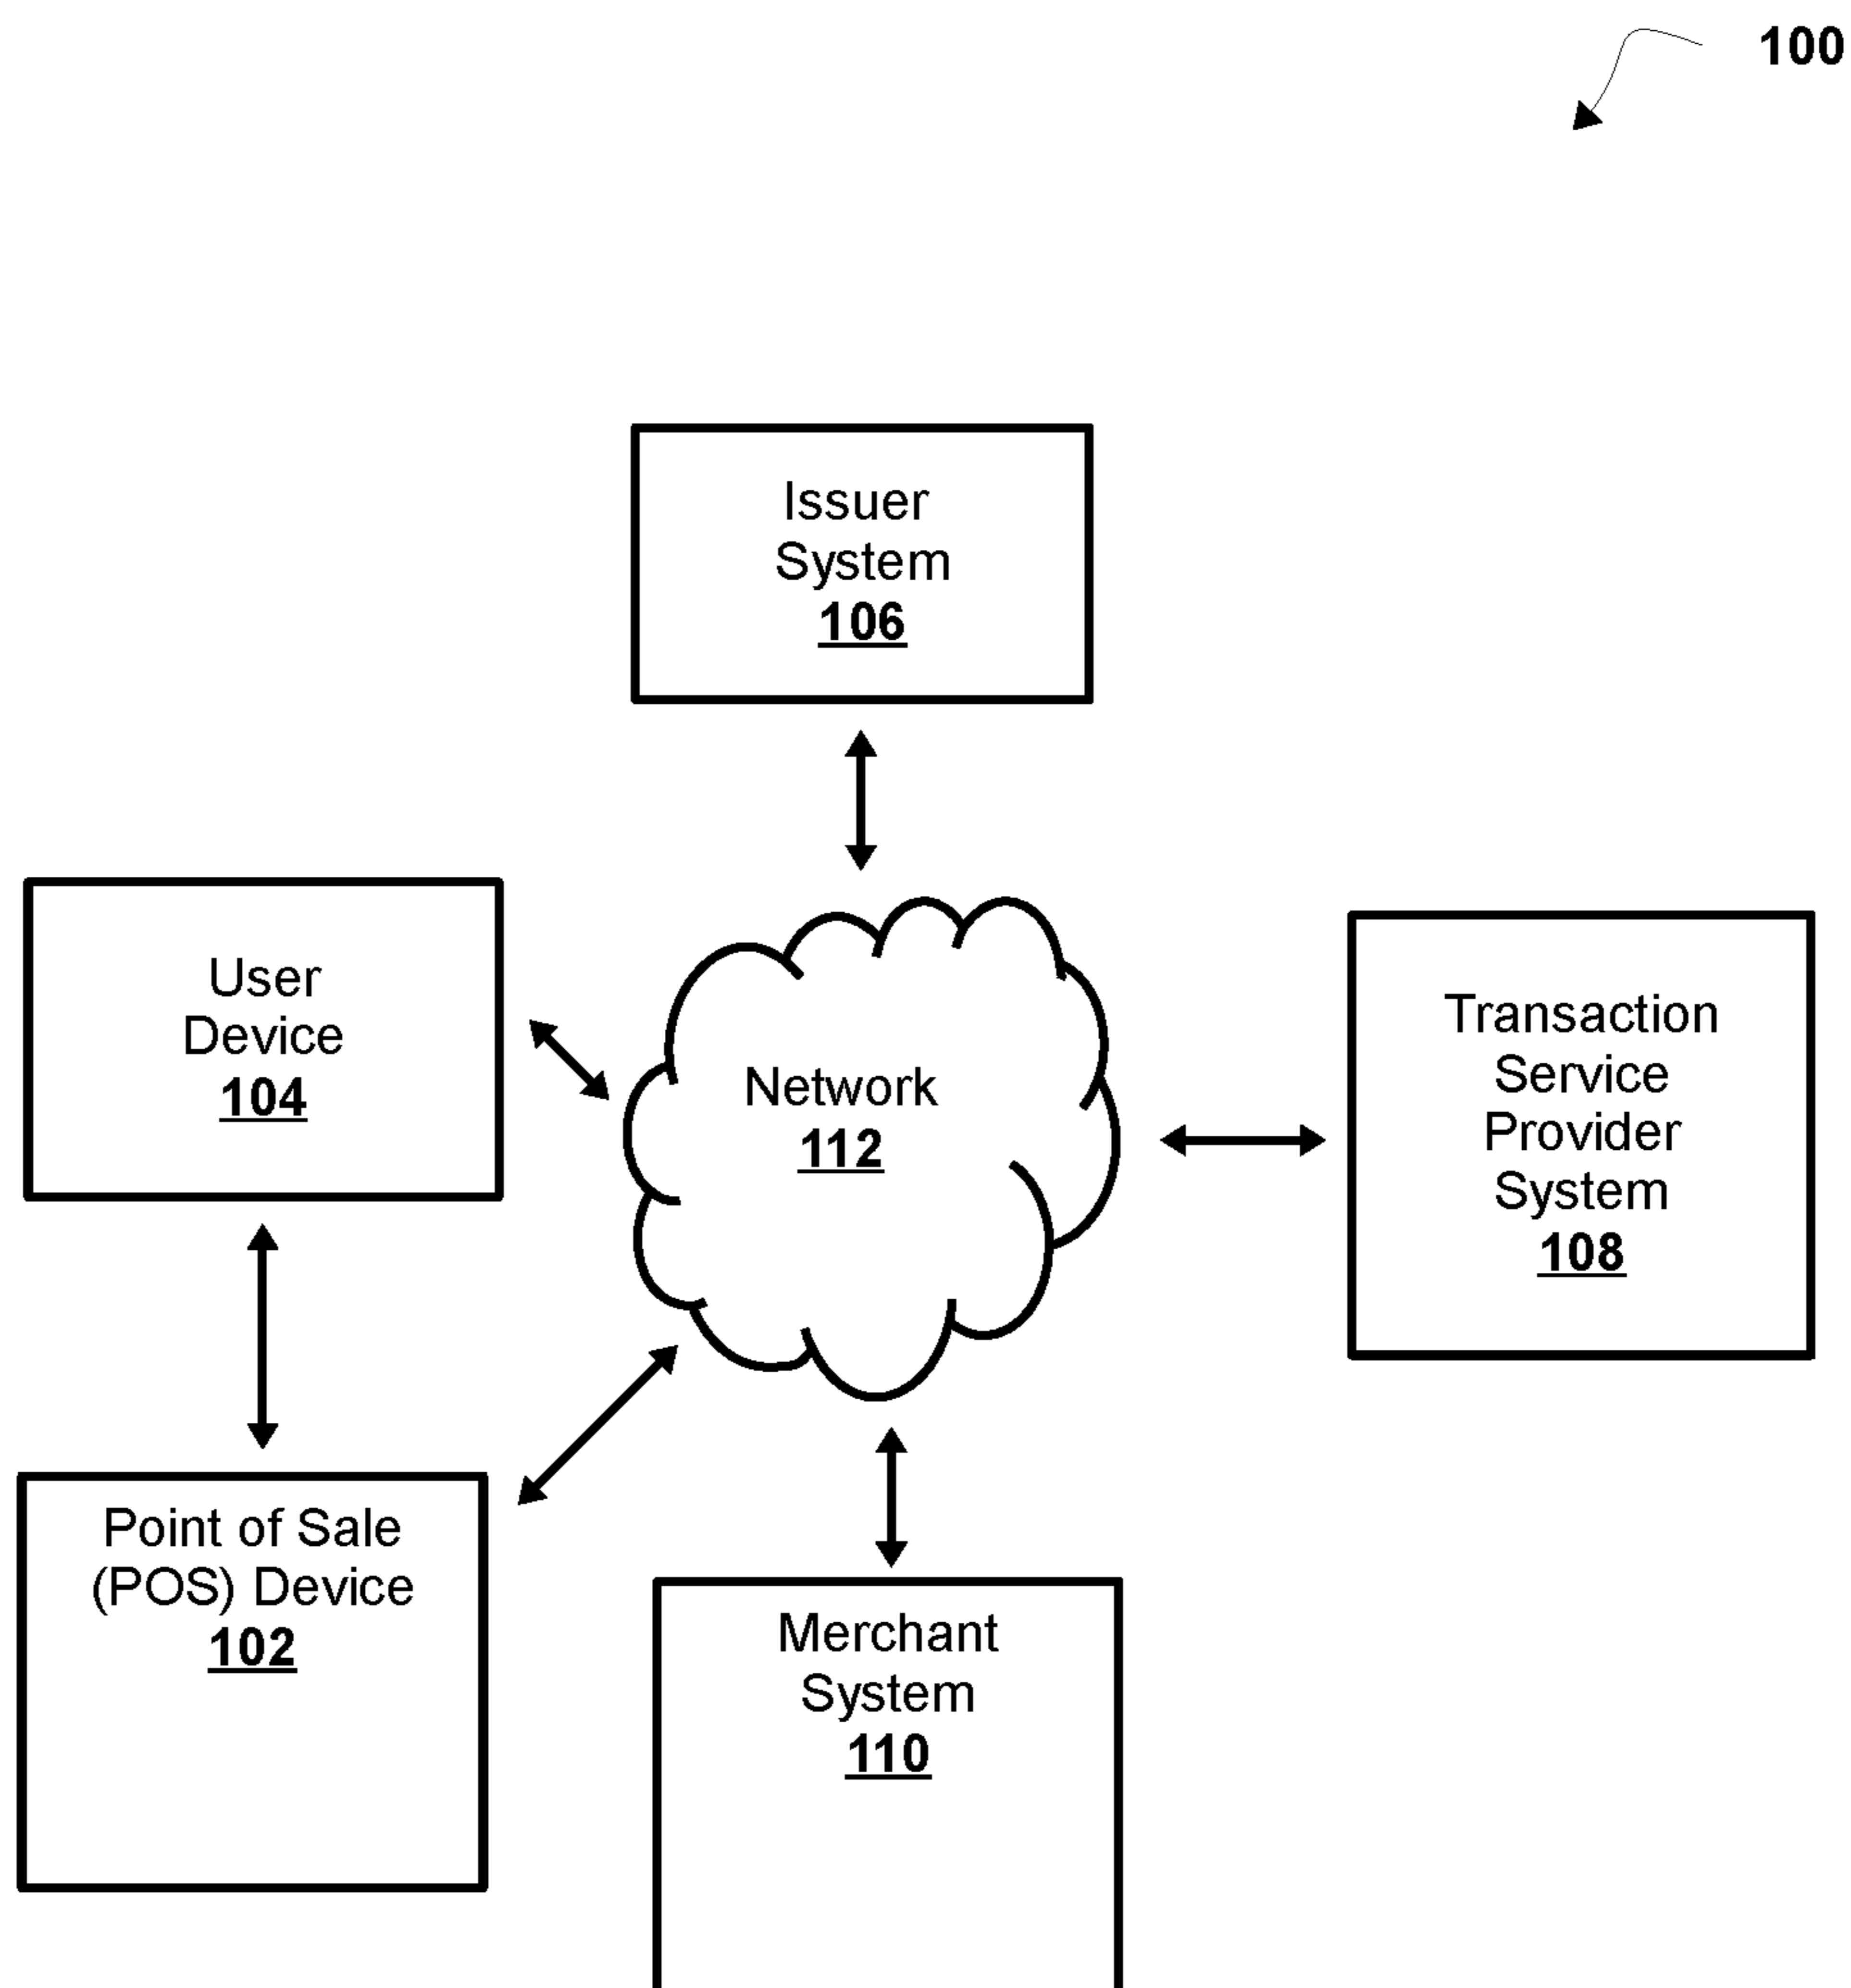 100
Issuer
System
106
User
Device
104
Network
112
Transaction
Service
Provider
System
108
Point of Sale
(POS) Device
102
Merchant
System
110